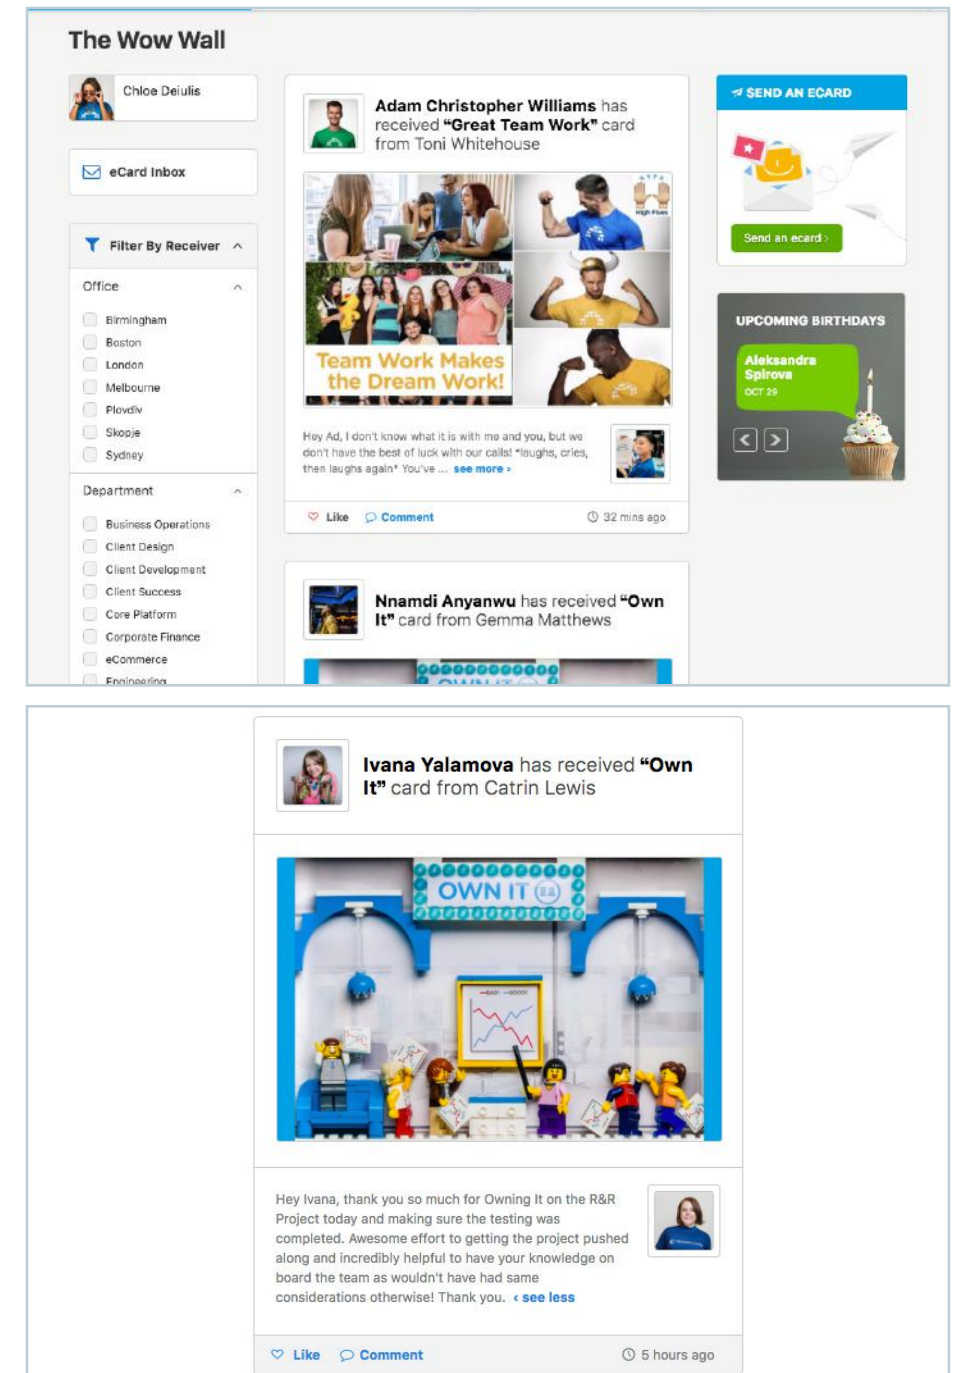 The Wow Wall
Chloe Deiulis
eCard Inbox
Filter By Receiver
Office
Birmingham
Boston
London
Melbourne
Plovdiv
Skopje
Sydney
Department
Business Operations
Client Design
Client Development
Client Success
Core Platform
Corporate Finance
eCommerce
Engineering
Adam Christopher Williams has
received “Great Team Work” card
from Toni Whitehouse
High Fives
Team Work Makes
the Dream Work!
Hey Ad, I don't know what it is with me and you, but we
don't have the best of luck with our calls! *laughs, cries,
then laughs again* You've ... see more ›
Like Comment 32 mins ago
Nnamdi Anyanwu has received “Own
It” card from Gemma Matthews
OWN IT
SEND AN ECARD
Send an ecard ›
UPCOMING BIRTHDAYS
Aleksandra
Spirova
OCT 29
Ivana Yalamova has received “Own
It” card from Catrin Lewis
OWN IT
BAD! GOOD!
Hey Ivana, thank you so much for Owning It on the R&R
Project today and making sure the testing was
completed. Awesome effort to getting the project pushed
along and incredibly helpful to have your knowledge on
board the team as wouldn't have had same
considerations otherwise! Thank you. ‹ see less
Like Comment 5 hours ago